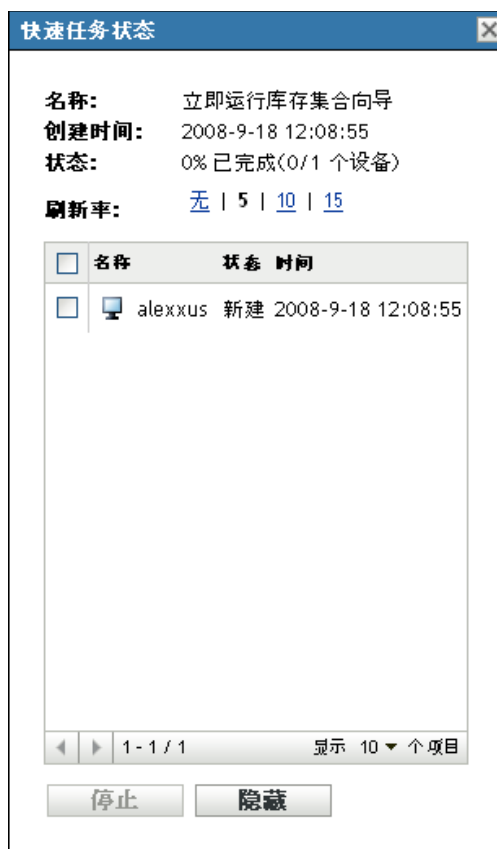 快速任务状态
名称: 立即运行库存集合向导
创建时间: 2008-9-18 12:08:55
状态: 0% 已完成(0/1 个设备)
刷新率: 无 | 5 | 10 | 15
名称 状态 时间
alexxus 新建 2008-9-18 12:08:55
1 - 1 / 1 显示 10 个项目
停止 隐藏